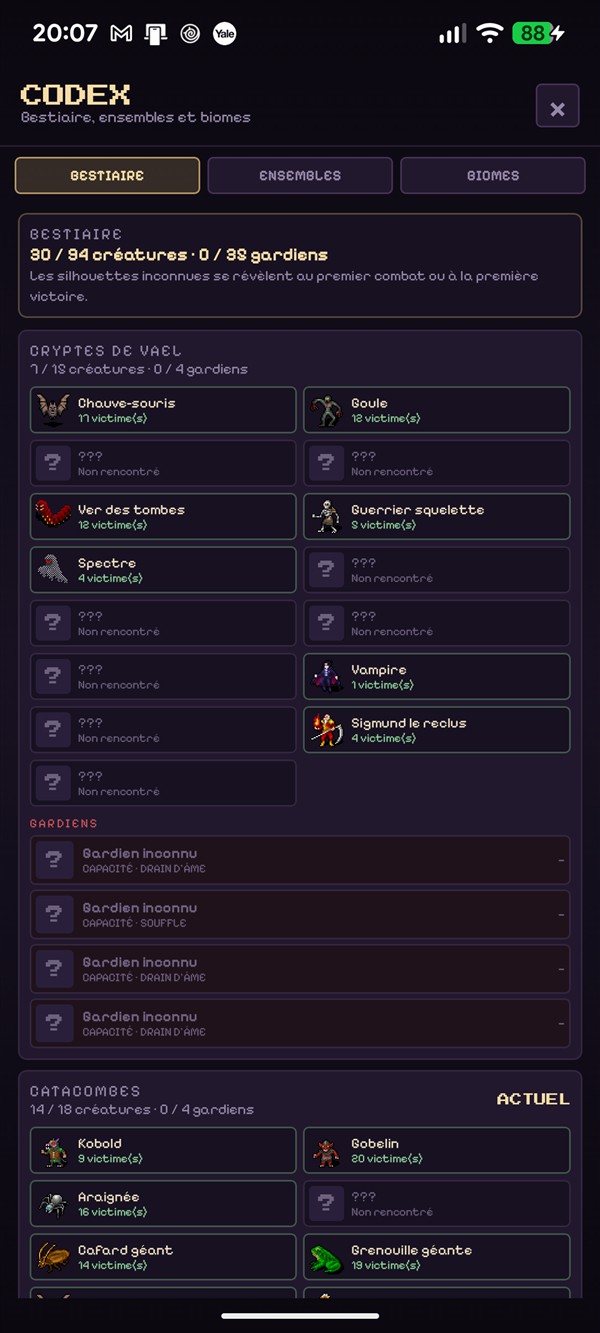 20:07
Yale
88
CODEX
Bestiaire, ensembles et biomes
×
BESTIAIRE
ENSEMBLES
BIOMES
BESTIAIRE
30 / 94 créatures · 0 / 35 gardiens
Les silhouettes inconnues se révèlent au premier combat ou à la première
victoire.
CRYPTES DE VAEL
7 / 15 créatures · 0 / 4 gardiens
Chauve-souris
17 victime(s)
Goule
12 victime(s)
?
???
Non rencontré
?
???
Non rencontré
Ver des tombes
12 victime(s)
Guerrier squelette
5 victime(s)
Spectre
4 victime(s)
?
???
Non rencontré
?
???
Non rencontré
?
???
Non rencontré
?
???
Non rencontré
Vampire
1 victime(s)
?
???
Non rencontré
Sigmund le reclus
4 victime(s)
?
???
Non rencontré
GARDIENS
?
Gardien inconnu
CAPACITÉ · DRAIN D'ÂME
–
?
Gardien inconnu
CAPACITÉ · SOUFFLE
–
?
Gardien inconnu
CAPACITÉ · DRAIN D'ÂME
–
?
Gardien inconnu
CAPACITÉ · DRAIN D'ÂME
–
CATACOMBES
14 / 18 créatures · 0 / 4 gardiens
ACTUEL
Kobold
9 victime(s)
Gobelin
20 victime(s)
Araignée
16 victime(s)
?
???
Non rencontré
Cafard géant
14 victime(s)
Grenouille géante
19 victime(s)